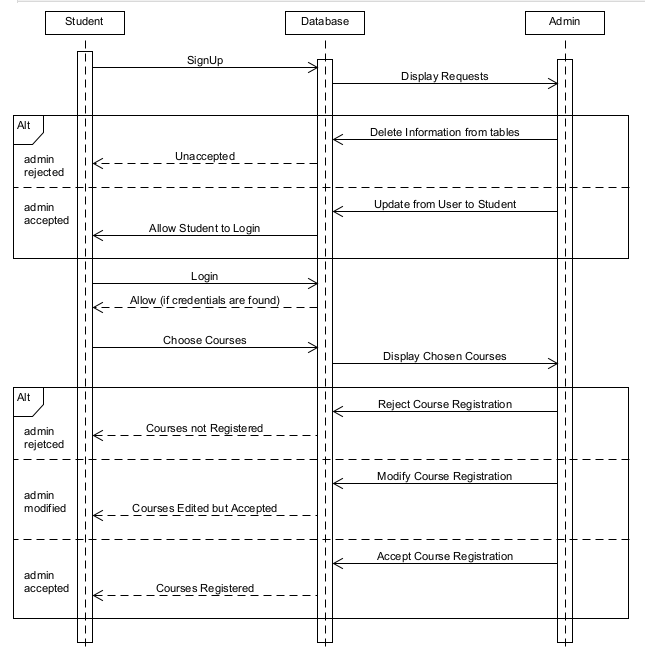 Student
Database
Admin
SignUp
Display Requests
Alt
Delete Information from tables
admin
rejected
Unaccepted
admin
accepted
Update from User to Student
Allow Student to Login
Login
Allow (if credentials are found)
Choose Courses
Display Chosen Courses
Alt
Reject Course Registration
admin
rejetced
Courses not Registered
Modify Course Registration
admin
modified
Courses Edited but Accepted
Accept Course Registration
admin
accepted
Courses Registered